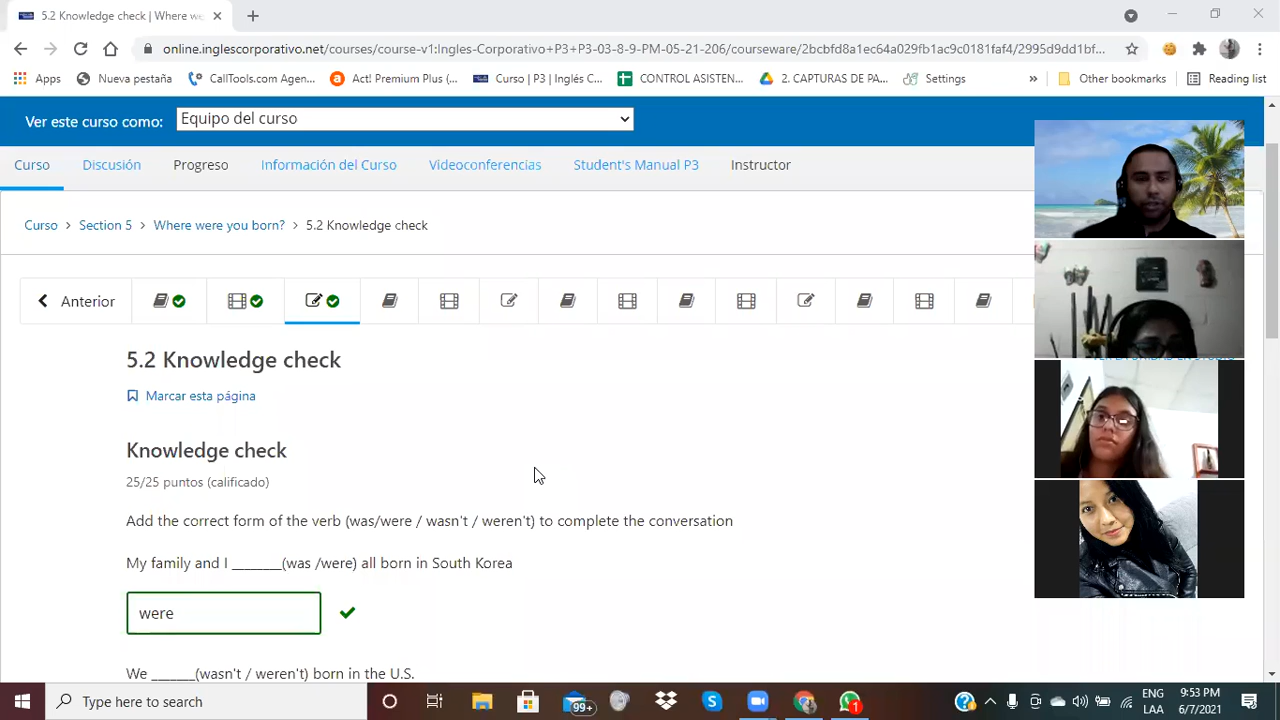 5.2 Knowledge check | Where we
online.inglescorporativo.net/courses/course-v1:Ingles-Corporativo+P3+P3-03-8-9-PM-05-21-206/courseware/2bcbfd8a1ec64a029fb1ac9c0181faf4/2995d9dd1bf...
Apps Nueva pestaña CallTools.com Agen... Act! Premium Plus (... Curso | P3 | Inglés C... CONTROL ASISTEN... 2. CAPTURAS DE PA... Settings » Other bookmarks Reading list
Ver este curso como: Equipo del curso
Curso Discusión Progreso Información del Curso Videoconferencias Student's Manual P3 Instructor
Curso > Section 5 > Where were you born? > 5.2 Knowledge check
Anterior
5.2 Knowledge check
Marcar esta página
Knowledge check
25/25 puntos (calificado)
Add the correct form of the verb (was/were / wasn't / weren't) to complete the conversation
My family and I ________(was /were) all born in South Korea
were
We _______(wasn't / weren't) born in the U.S.
Type here to search
99+
1
ENG
LAA
9:53 PM
6/7/2021